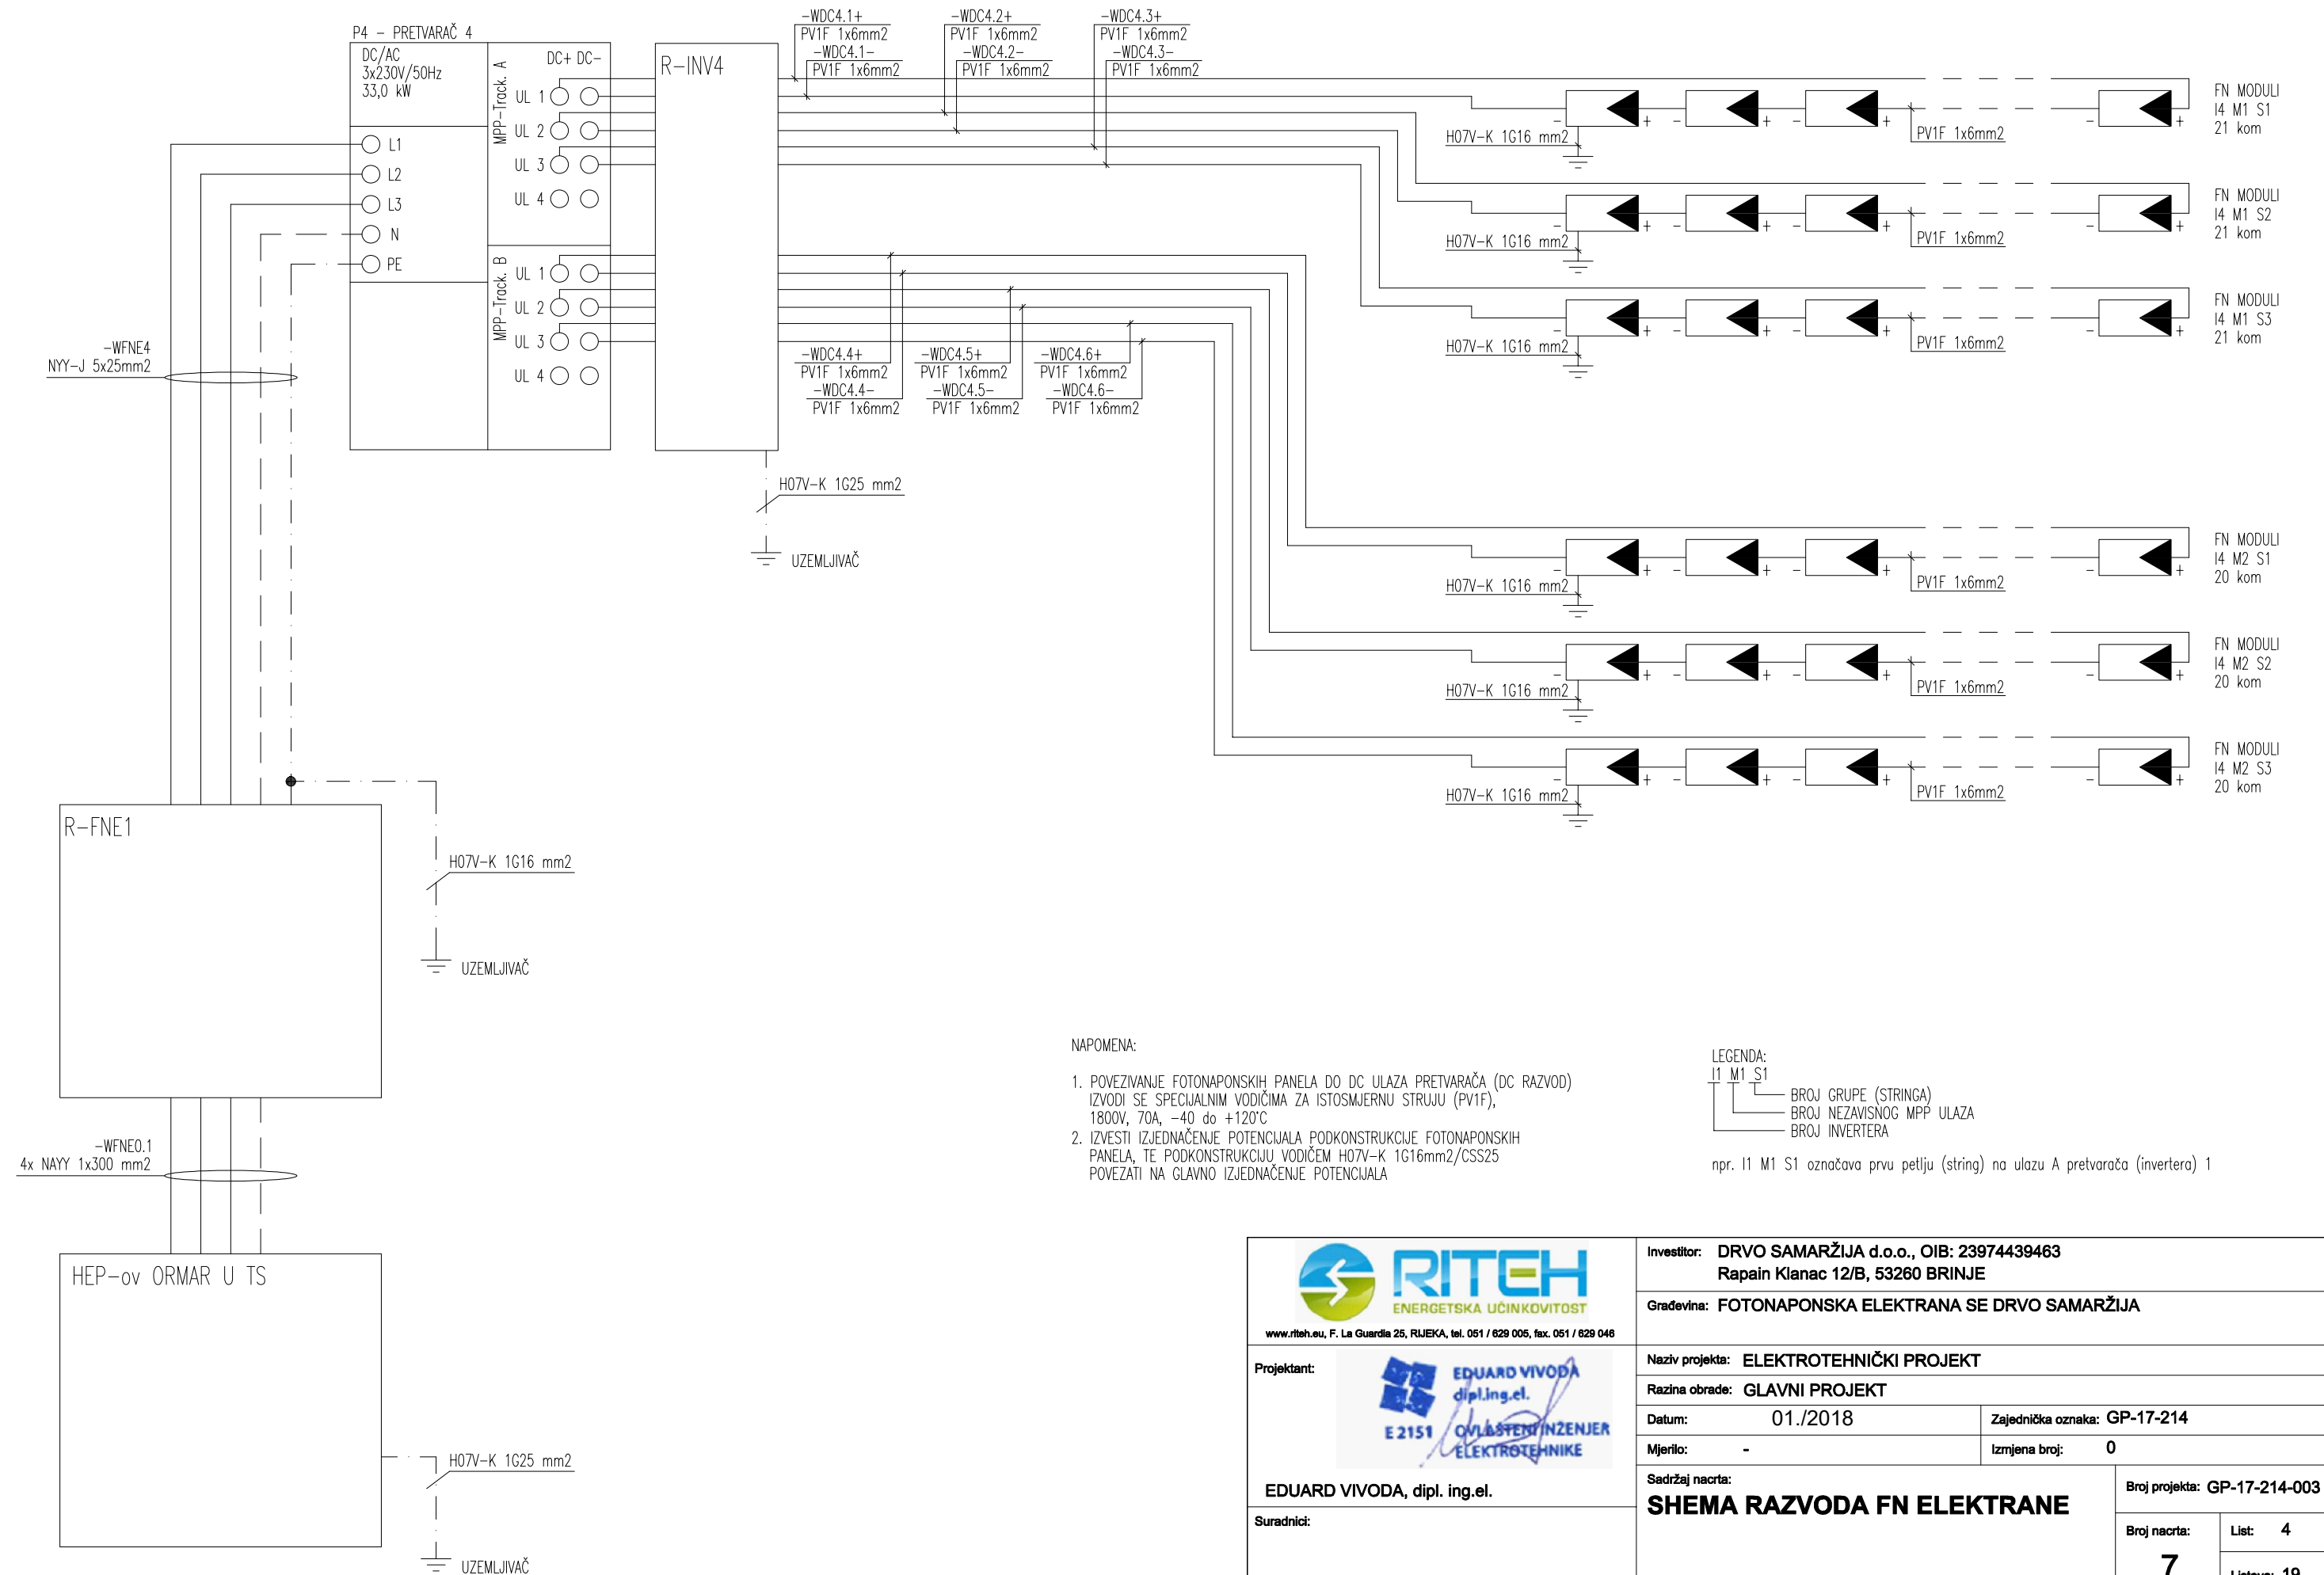 P4 - PRETVARAČ 4
DC/AC
3x230V/50Hz
33,0 kW
MPP-Track. A
DC+ DC-
UL 1
UL 2
UL 3
UL 4
L1
L2
L3
N
PE
MPP-Track. B
UL 1
UL 2
UL 3
UL 4
R-INV4
-WDC4.1+
PV1F 1x6mm2
-WDC4.1-
PV1F 1x6mm2
-WDC4.2+
PV1F 1x6mm2
-WDC4.2-
PV1F 1x6mm2
-WDC4.3+
PV1F 1x6mm2
-WDC4.3-
PV1F 1x6mm2
-WDC4.4+
PV1F 1x6mm2
-WDC4.4-
PV1F 1x6mm2
-WDC4.5+
PV1F 1x6mm2
-WDC4.5-
PV1F 1x6mm2
-WDC4.6+
PV1F 1x6mm2
-WDC4.6-
PV1F 1x6mm2
H07V-K 1G25 mm2
UZEMLJIVAČ
H07V-K 1G16 mm2
PV1F 1x6mm2
FN MODULI
I4 M1 S1
21 kom
H07V-K 1G16 mm2
PV1F 1x6mm2
FN MODULI
I4 M1 S2
21 kom
H07V-K 1G16 mm2
PV1F 1x6mm2
FN MODULI
I4 M1 S3
21 kom
H07V-K 1G16 mm2
PV1F 1x6mm2
FN MODULI
I4 M2 S1
20 kom
H07V-K 1G16 mm2
PV1F 1x6mm2
FN MODULI
I4 M2 S2
20 kom
H07V-K 1G16 mm2
PV1F 1x6mm2
FN MODULI
I4 M2 S3
20 kom
-WFNE4
NYY-J 5x25mm2
R-FNE1
H07V-K 1G16 mm2
UZEMLJIVAČ
-WFNE0.1
4x NAYY 1x300 mm2
HEP-ov ORMAR U TS
H07V-K 1G25 mm2
UZEMLJIVAČ
NAPOMENA:
1. POVEZIVANJE FOTONAPONSKIH PANELA DO DC ULAZA PRETVARAČA (DC RAZVOD)
IZVODI SE SPECIJALNIM VODIČIMA ZA ISTOSMJERNU STRUJU (PV1F),
1800V, 70A, -40 do +120°C
2. IZVESTI IZJEDNAČENJE POTENCIJALA PODKONSTRUKCIJE FOTONAPONSKIH
PANELA, TE PODKONSTRUKCIJU VODIČEM H07V-K 1G16mm2/CSS25
POVEZATI NA GLAVNO IZJEDNAČENJE POTENCIJALA
LEGENDA:
I1 M1 S1
BROJ GRUPE (STRINGA)
BROJ NEZAVISNOG MPP ULAZA
BROJ INVERTERA
npr. I1 M1 S1 označava prvu petlju (string) na ulazu A pretvarača (invertera) 1
RITEH
ENERGETSKA UČINKOVITOST
www.riteh.eu, F. La Guardia 25, RIJEKA, tel. 051 / 629 005, fax. 051 / 629 046
Projektant:
EDUARD VIVODA
dipl.ing.el.
E 2151 OVLAŠTENI INŽENJER
ELEKTROTEHNIKE
EDUARD VIVODA, dipl. ing.el.
Suradnici:
Investitor: DRVO SAMARŽIJA d.o.o., OIB: 23974439463
Rapain Klanac 12/B, 53260 BRINJE
Građevina: FOTONAPONSKA ELEKTRANA SE DRVO SAMARŽIJA
Naziv projekta: ELEKTROTEHNIČKI PROJEKT
Razina obrade: GLAVNI PROJEKT
Datum: 01./2018
Zajednička oznaka: GP-17-214
Mjerilo: -
Izmjena broj: 0
Sadržaj nacrta:
SHEMA RAZVODA FN ELEKTRANE
Broj projekta: GP-17-214-003
Broj nacrta:
7
List: 4
Listova: 19